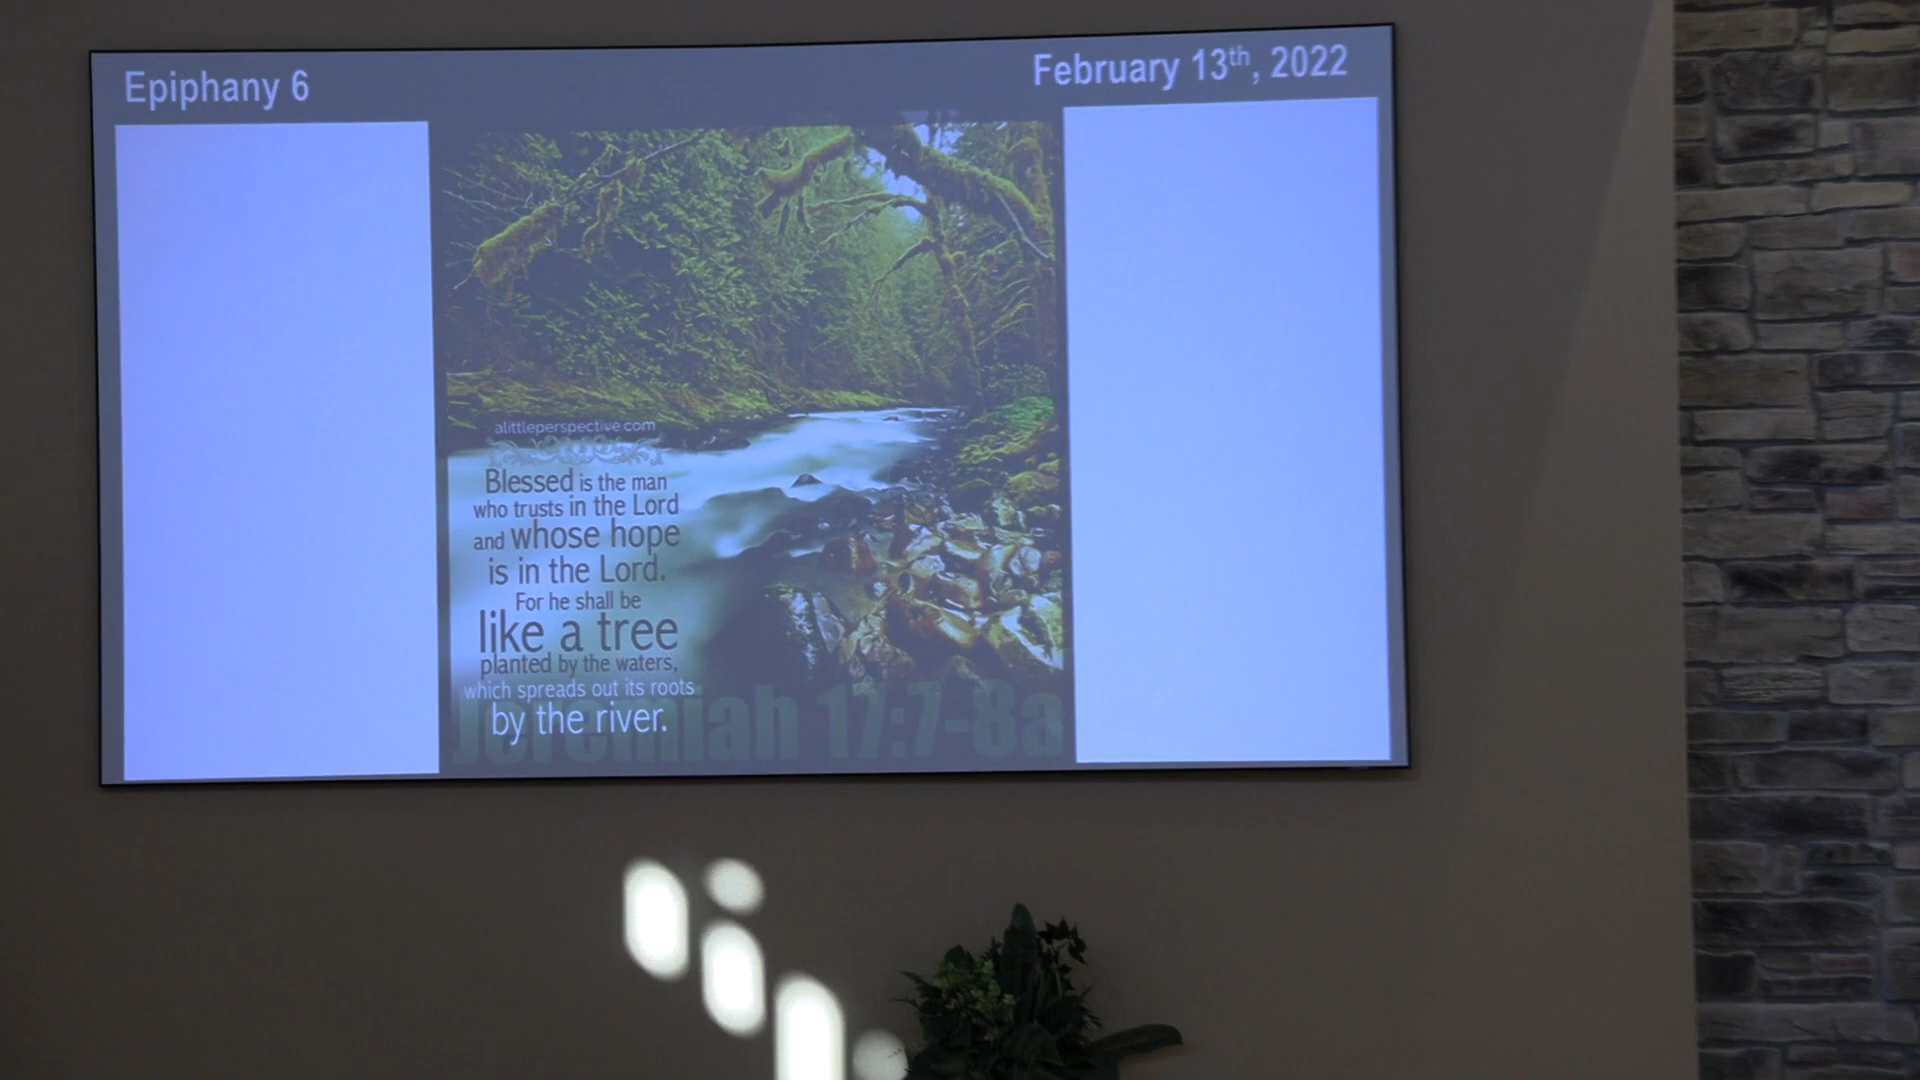 Epiphany 6
February 13th, 2022
alittleperspective.com
Blessed is the man
who trusts in the Lord
and whose hope
is in the Lord.
For he shall be
like a tree
planted by the waters,
which spreads out its roots
by the river.
Jeremiah 17:7-8a